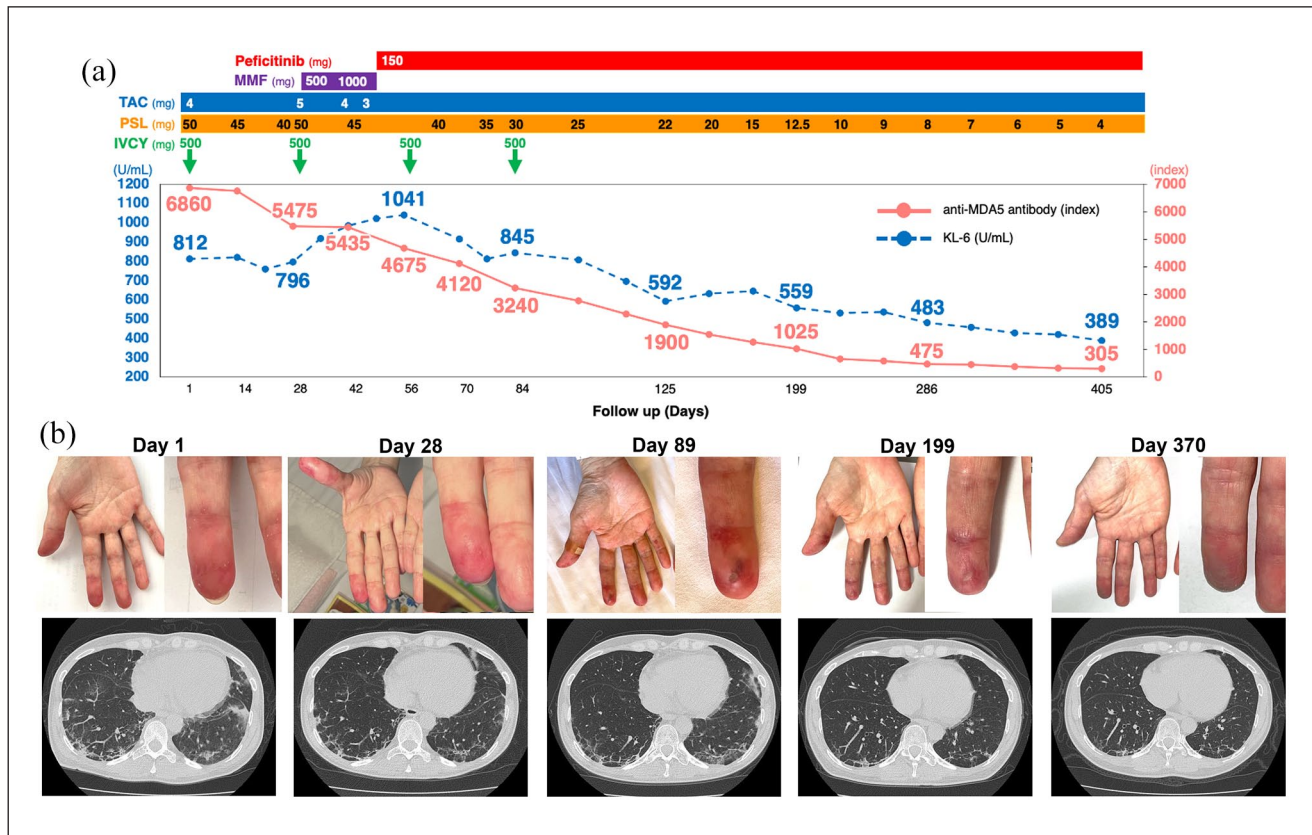 (a)
Peficitinib (mg) 150
MMF (mg) 500 1000
TAC (mg) 4 5 4 3
PSL (mg) 50 45 40 50 45 40 35 30 25 22 20 15 12.5 10 9 8 7 6 5 4
IVCY (mg) 500 500 500 500
(U/mL) (index)
1200 7000
1100
1000 6000
900 5000
800 4000
700
600 3000
500 2000
400 1000
300
200 0
6860 5475 5435 4675 4120 3240 1900 1025 475 305
812 796 1041 845 592 559 483 389
anti-MDA5 antibody (index)
KL-6 (U/mL)
1 14 28 42 56 70 84 125 199 286 405
Follow up (Days)
(b)
Day 1 Day 28 Day 89 Day 199 Day 370